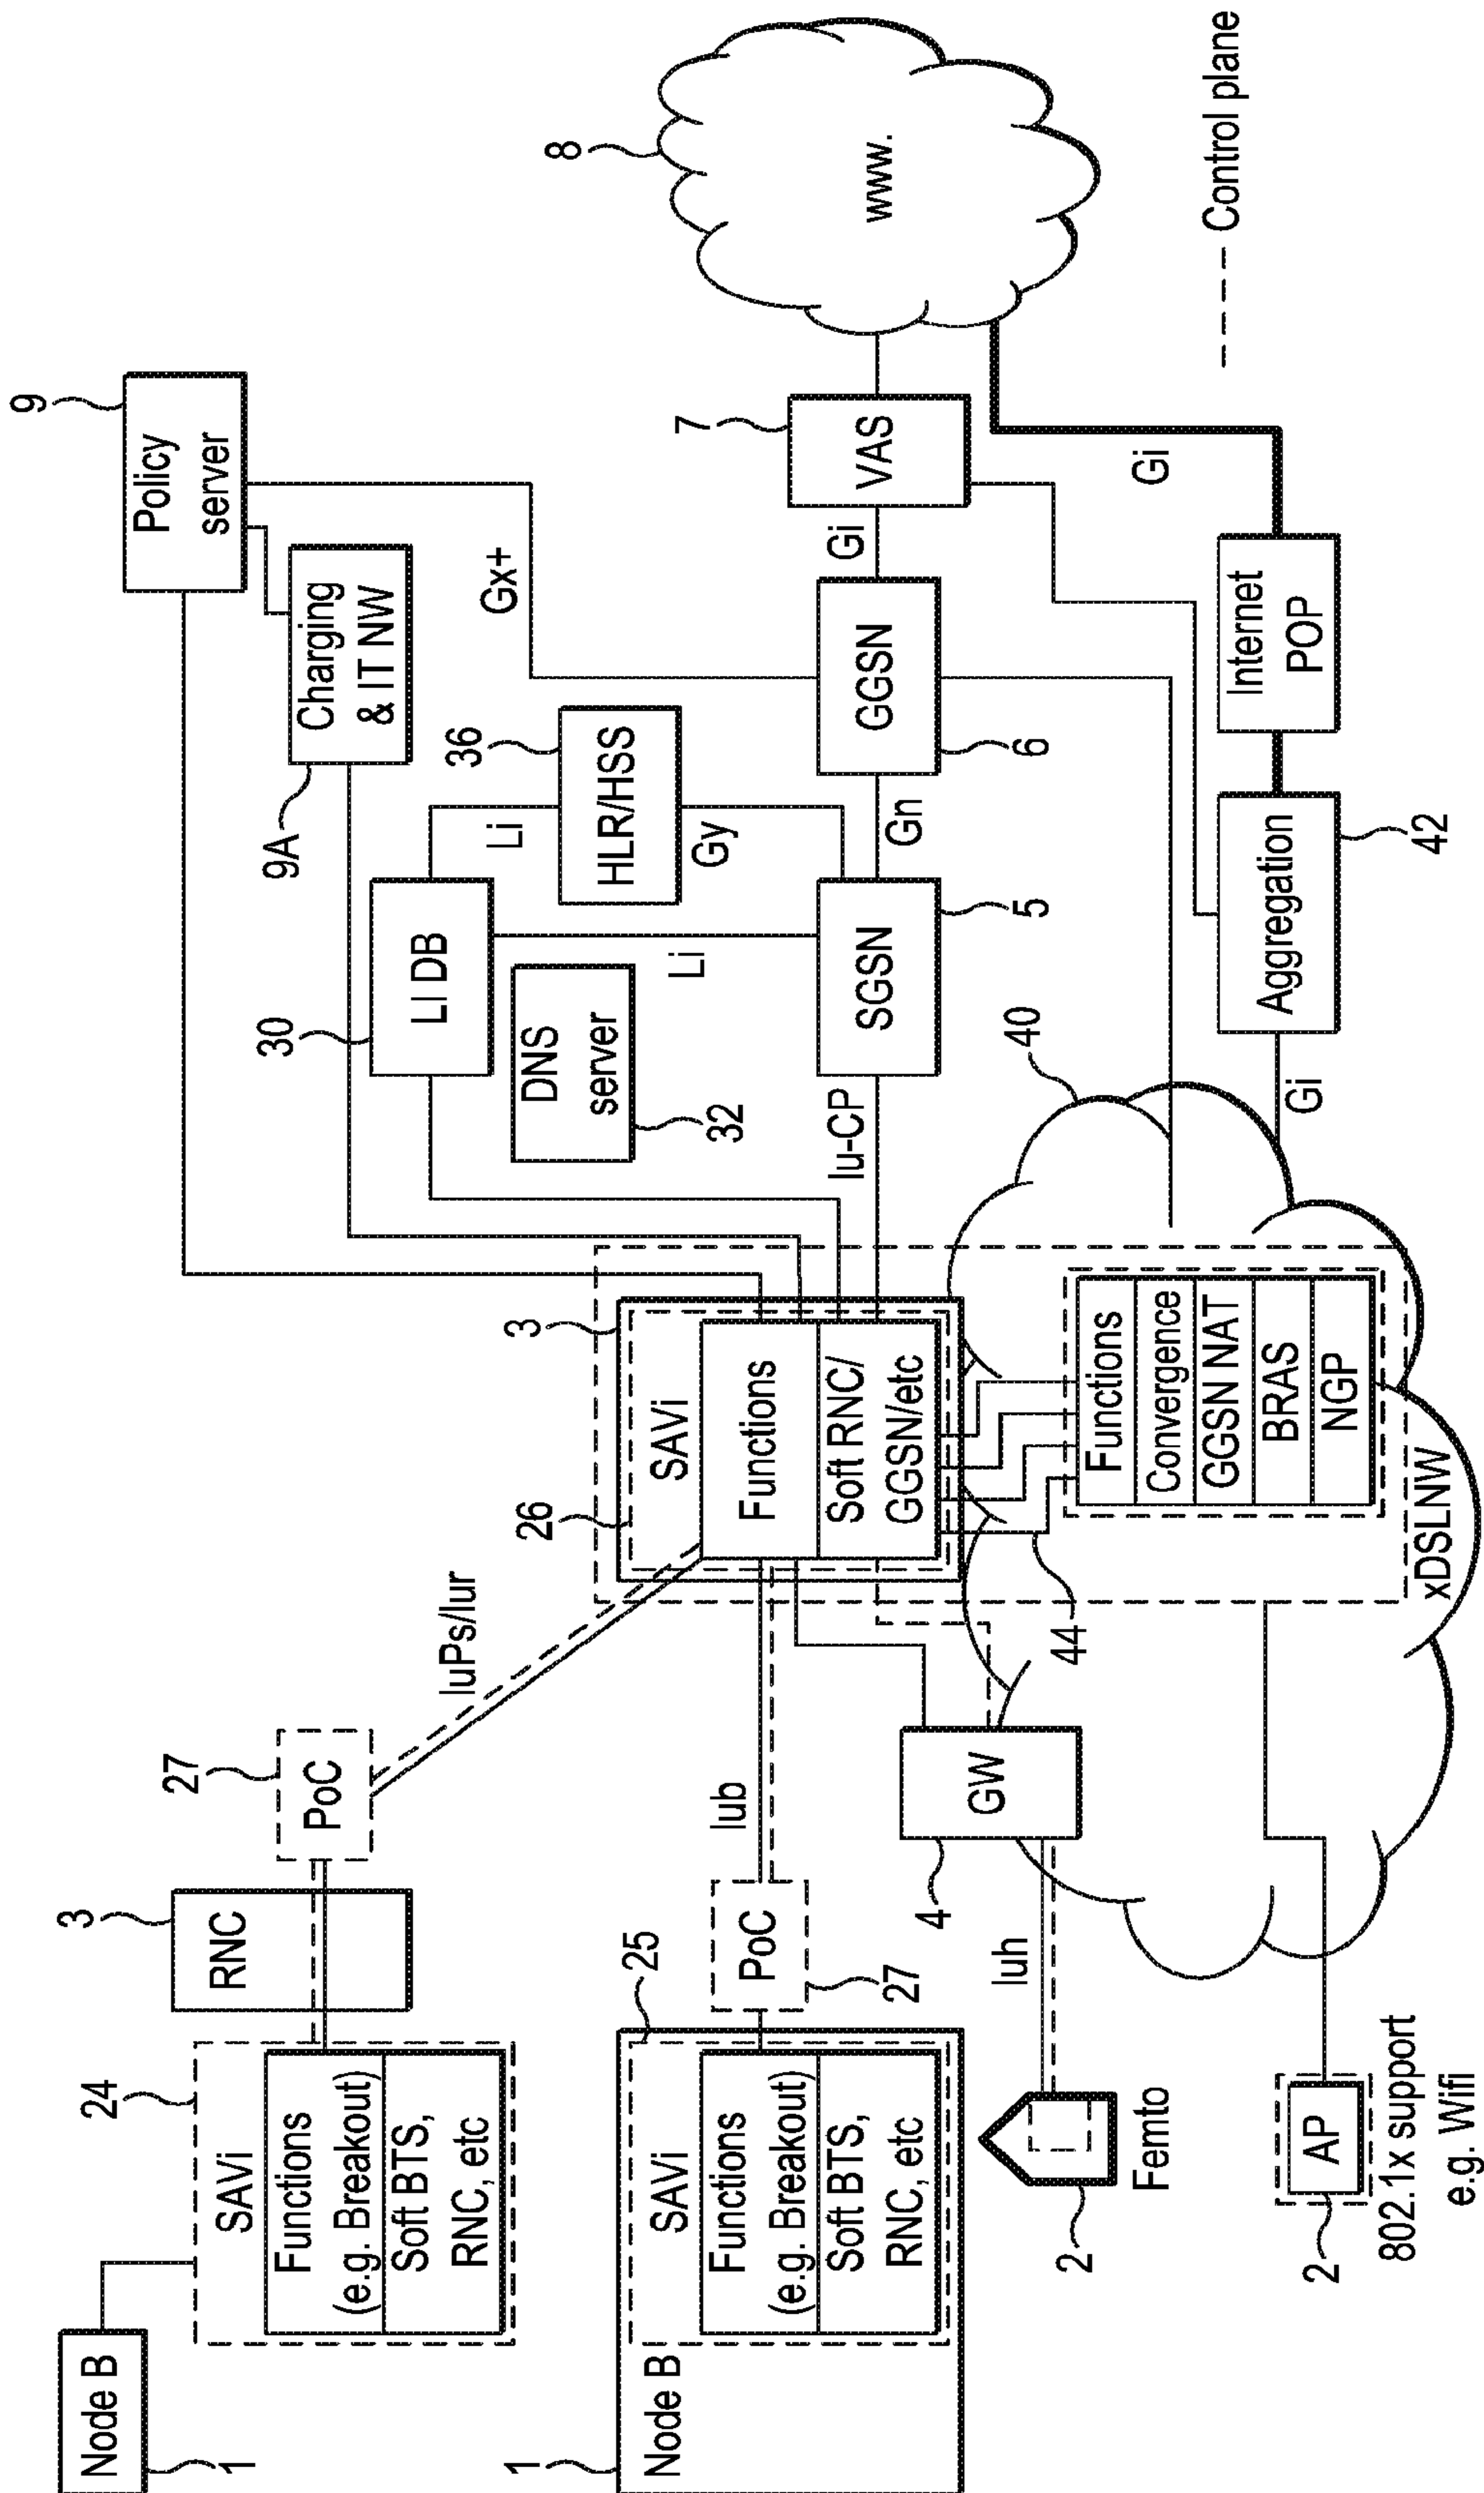 9
Policy
server
Charging
& IT NW
9A
Gx+
8
www.
7
VAS
Gi
Gi
Control plane
36
HLR/HSS
Li
Gy
GGSN
6
Gn
Internet
POP
30
LI DB
Li
DNS
server
32
SGSN
5
Aggregation
42
Iu-CP
40
Gi
3
26
SAVi
Functions
Soft RNC/
GGSN/etc
44
Functions
Convergence
GGSN NAT
BRAS
NGP
xDSLNW
IuPs/Iur
27
PoC
3
RNC
Iub
PoC
27
GW
4
Iuh
24
SAVi
Functions
(e.g. Breakout)
Soft BTS,
RNC, etc
Node B
1
25
SAVi
Functions
(e.g. Breakout)
Soft BTS,
RNC, etc
Node B
1
2
Femto
AP
2
802.1x support
e.g. Wifi